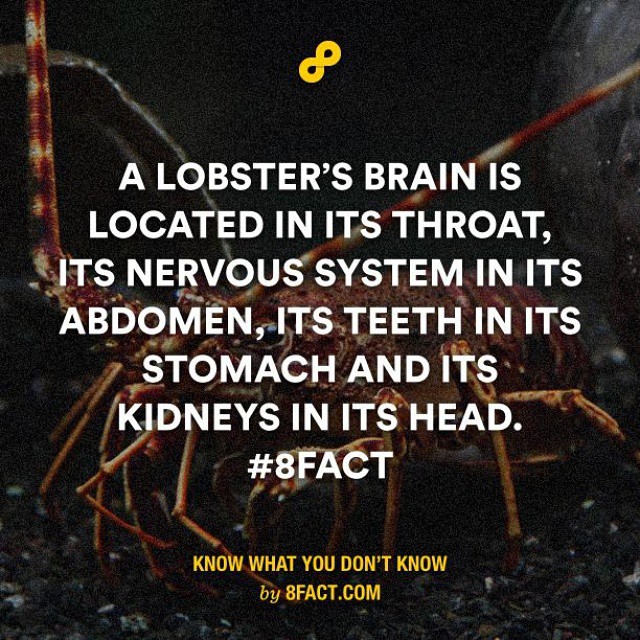 A LOBSTER’S BRAIN IS
LOCATED IN ITS THROAT,
ITS NERVOUS SYSTEM IN ITS
ABDOMEN, ITS TEETH IN ITS
STOMACH AND ITS
KIDNEYS IN ITS HEAD.
#8FACT
KNOW WHAT YOU DON’T KNOW
by 8FACT.COM